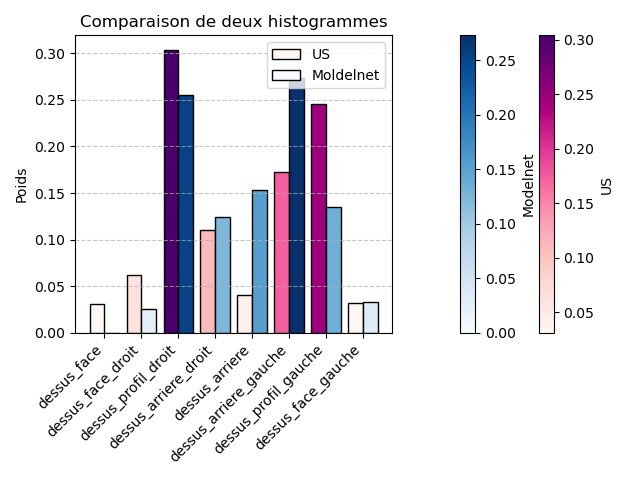 Comparaison de deux histogrammes
US
Moldelnet
Poids
0.30
0.25
0.20
0.15
0.10
0.05
0.00
dessus_face
dessus_face_droit
dessus_profil_droit
dessus_arriere_droit
dessus_arriere
dessus_arriere_gauche
dessus_profil_gauche
dessus_face_gauche
0.25
0.20
0.15
0.10
0.05
0.00
Modelnet
0.30
0.25
0.20
0.15
0.10
0.05
US